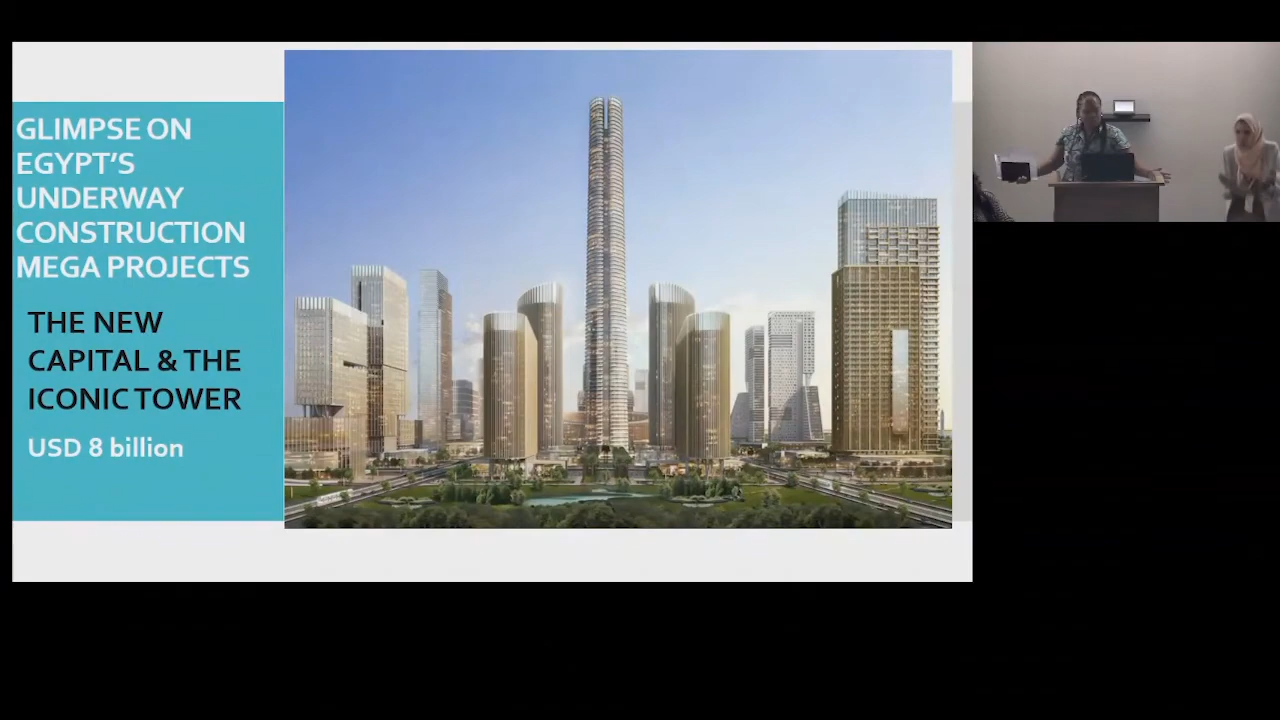 GLIMPSE ON
EGYPT'S
UNDERWAY
CONSTRUCTION
MEGA PROJECTS
THE NEW
CAPITAL & THE
ICONIC TOWER
USD 8 billion